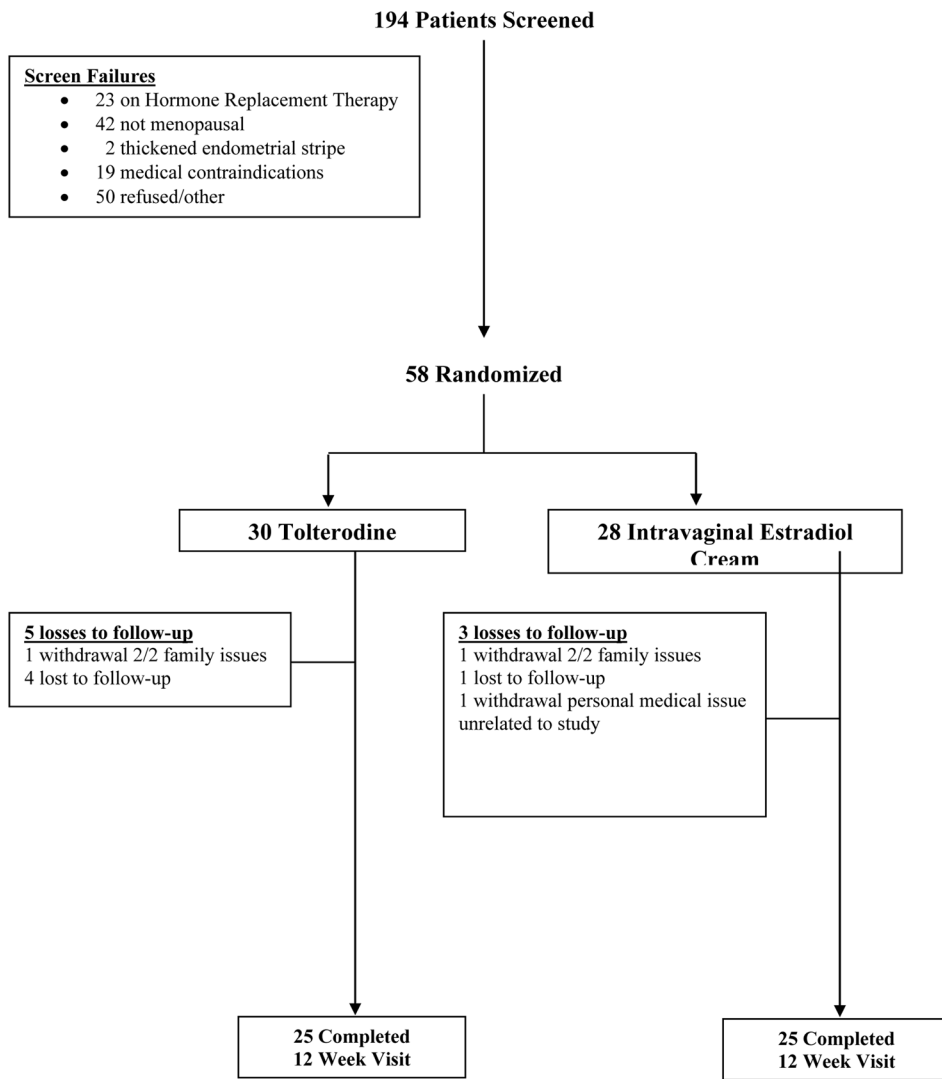 194 Patients Screened
Screen Failures
• 23 on Hormone Replacement Therapy
• 42 not menopausal
• 2 thickened endometrial stripe
• 19 medical contraindications
• 50 refused/other
58 Randomized
30 Tolterodine
28 Intravaginal Estradiol
Cream
5 losses to follow-up
1 withdrawal 2/2 family issues
4 lost to follow-up
3 losses to follow-up
1 withdrawal 2/2 family issues
1 lost to follow-up
1 withdrawal personal medical issue
unrelated to study
25 Completed
12 Week Visit
25 Completed
12 Week Visit